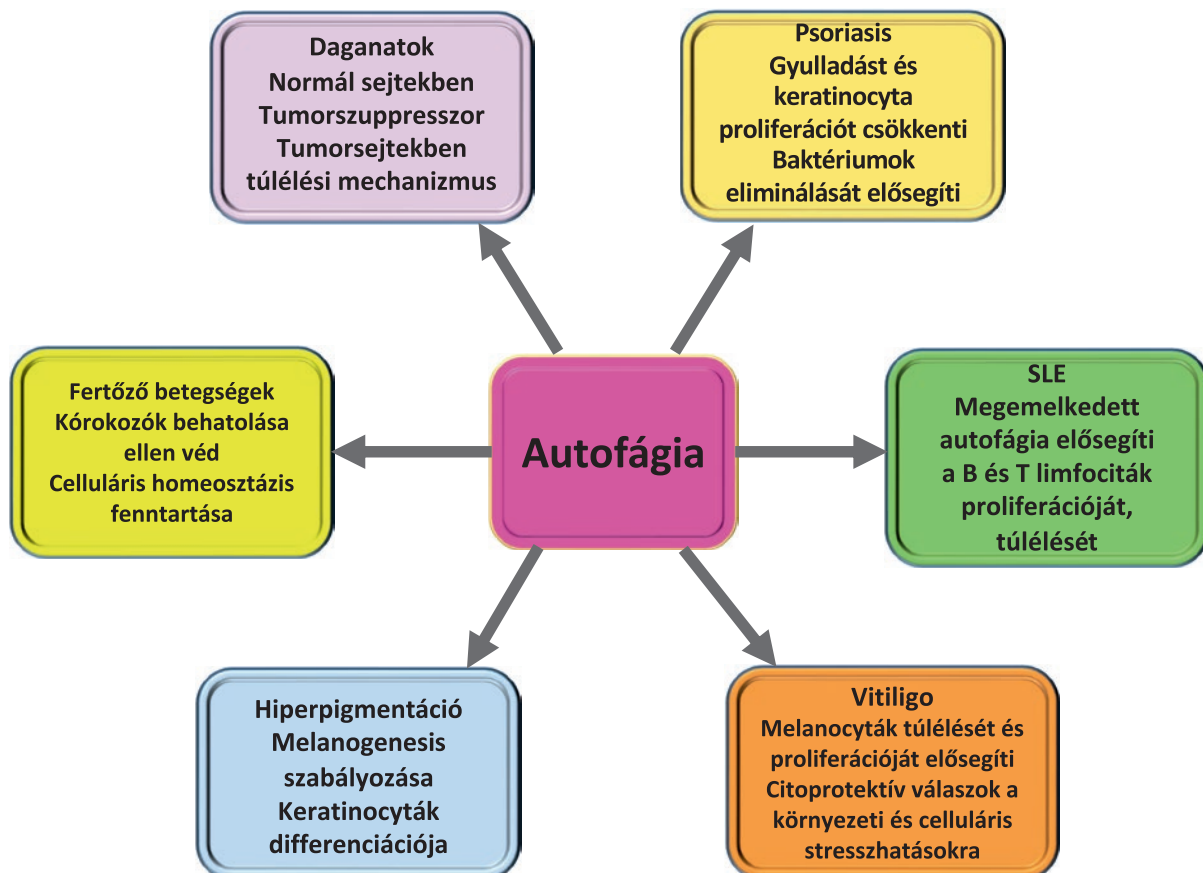 Daganatok
Normál sejtekben
Tumorszuppresszor
Tumorsejtekben
túlélési mechanizmus
Psoriasis
Gyulladást és
keratinocyta
proliferációt csökkenti
Baktériumok
eliminálását elősegíti
Fertőző betegségek
Kórokozók behatolása
ellen véd
Celluláris homeosztázis
fenntartása
Autofágia
SLE
Megemelkedett
autofágia elősegíti
a B és T limfociták
proliferációját,
túlélését
Hiperpigmentáció
Melanogenesis
szabályozása
Keratinocyták
differenciációja
Vitiligo
Melanocyták túlélését és
proliferációját elősegíti
Citoprotektív válaszok a
környezeti és celluláris
stresszhatásokra